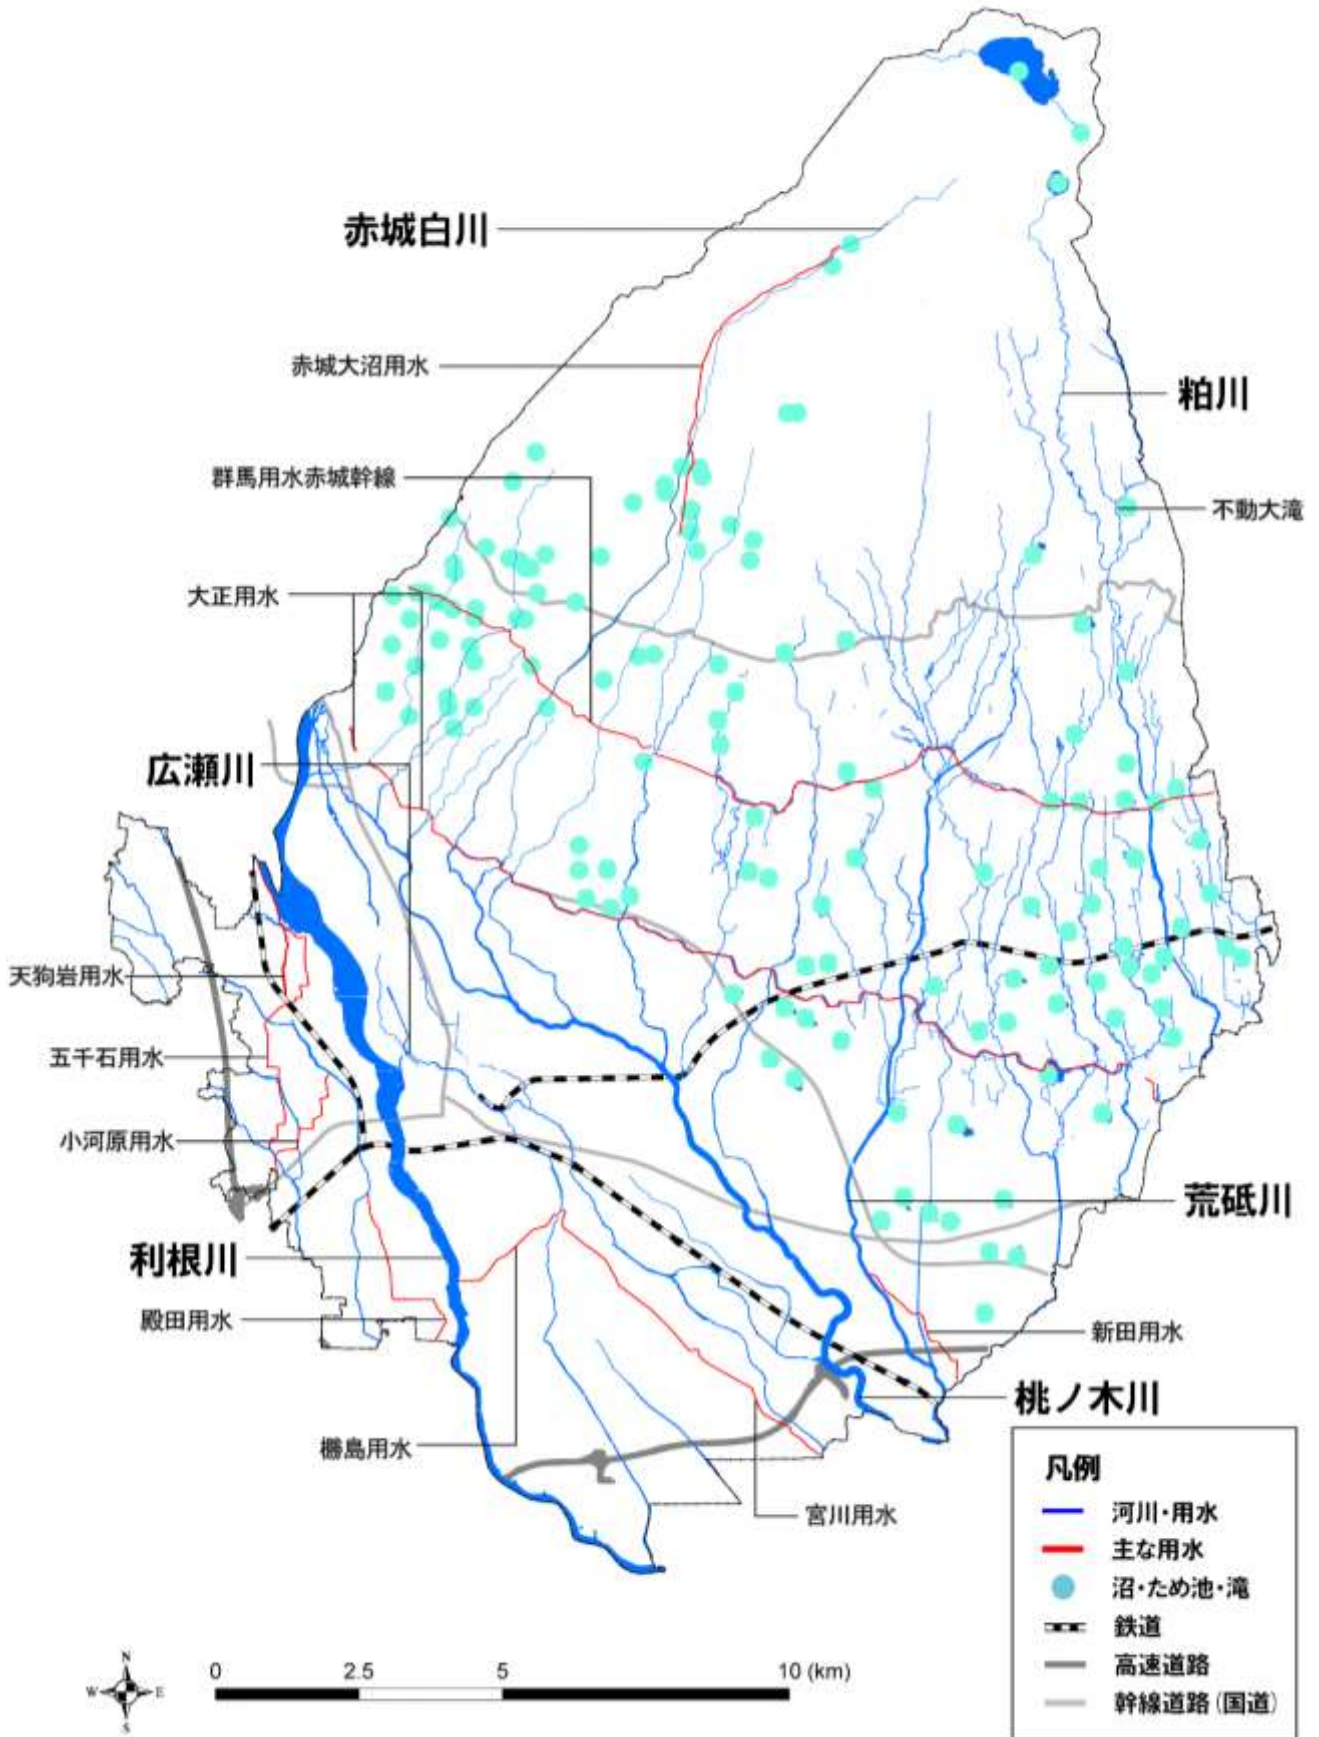 赤城白川
赤城大沼用水
粕川
群馬用水赤城幹線
不動大滝
大正用水
広瀬川
天狗岩用水
五千石用水
小河原用水
荒砥川
利根川
殿田用水
新田用水
桃ノ木川
櫤島用水
宮川用水
凡例
河川・用水
主な用水
沼・ため池・滝
鉄道
高速道路
幹線道路(国道)
N
W E
S
0 2.5 5 10 (km)